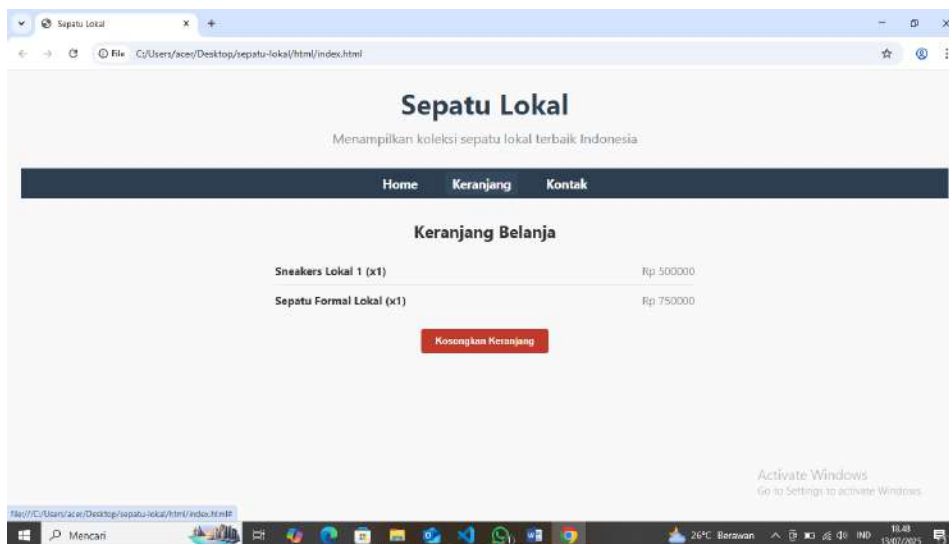 Sepatu Lokal
File C:/Users/acer/Desktop/sepatu-lokal/html/index.html
Sepatu Lokal
Menampilkan koleksi sepatu lokal terbaik Indonesia
Home Keranjang Kontak
Keranjang Belanja
Sneakers Lokal 1 (x1) Rp 500000
Sepatu Formal Lokal (x1) Rp 750000
Kosongkan Keranjang
Activate Windows
Go to Settings to activate Windows.
file:///C:/Users/acer/Desktop/sepatu-lokal/html/index.html#
Mencari 26°C Berawan IND 18.48
13/07/2025